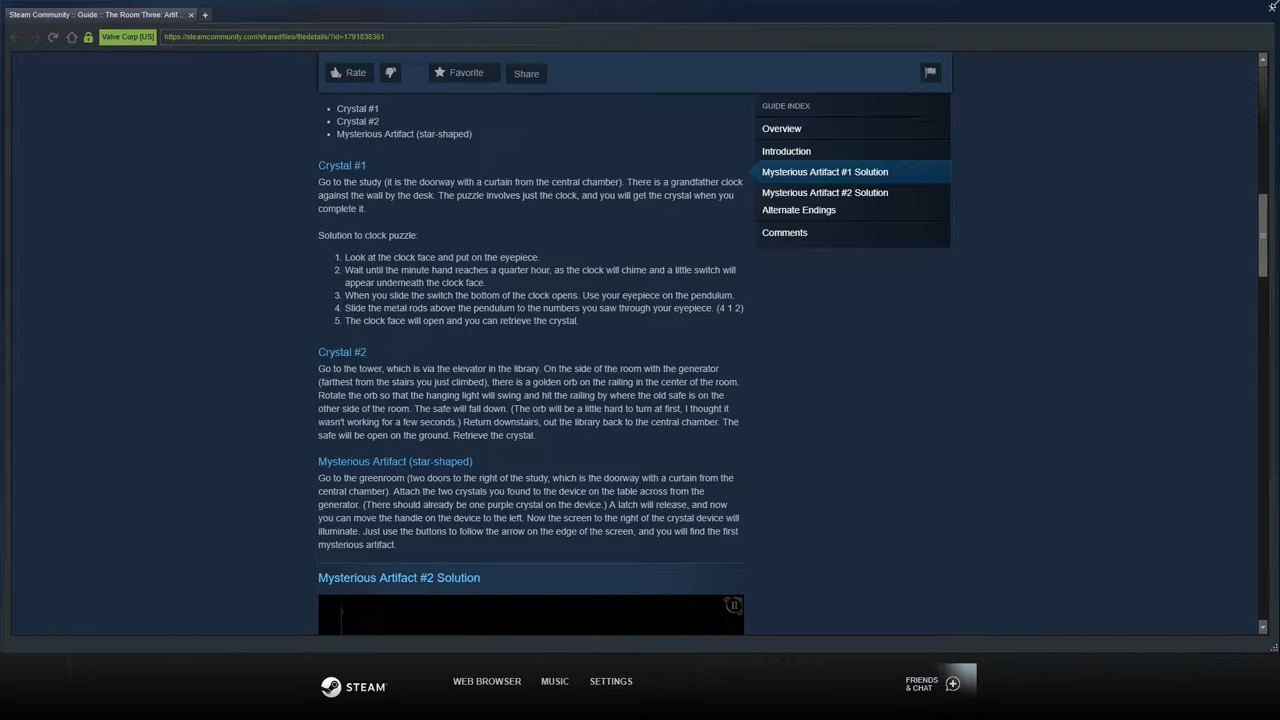 Steam Community :: Guide :: The Room Three: Artif...
Valve Corp [US]
https://steamcommunity.com/sharedfiles/filedetails/?id=1791838361
Rate
Favorite
Share
Crystal #1
Crystal #2
Mysterious Artifact (star-shaped)
Crystal #1
Go to the study (it is the doorway with a curtain from the central chamber). There is a grandfather clock
against the wall by the desk. The puzzle involves just the clock, and you will get the crystal when you
complete it.
Solution to clock puzzle:
1. Look at the clock face and put on the eyepiece.
2. Wait until the minute hand reaches a quarter hour, as the clock will chime and a little switch will
appear underneath the clock face.
3. When you slide the switch the bottom of the clock opens. Use your eyepiece on the pendulum.
4. Slide the metal rods above the pendulum to the numbers you saw through your eyepiece. (4 1 2)
5. The clock face will open and you can retrieve the crystal.
Crystal #2
Go to the tower, which is via the elevator in the library. On the side of the room with the generator
(farthest from the stairs you just climbed), there is a golden orb on the railing in the center of the room.
Rotate the orb so that the hanging light will swing and hit the railing by where the old safe is on the
other side of the room. The safe will fall down. (The orb will be a little hard to turn at first, I thought it
wasn't working for a few seconds.) Return downstairs, out the library back to the central chamber. The
safe will be open on the ground. Retrieve the crystal.
Mysterious Artifact (star-shaped)
Go to the greenroom (two doors to the right of the study, which is the doorway with a curtain from the
central chamber). Attach the two crystals you found to the device on the table across from the
generator. (There should already be one purple crystal on the device.) A latch will release, and now
you can move the handle on the device to the left. Now the screen to the right of the crystal device will
illuminate. Just use the buttons to follow the arrow on the edge of the screen, and you will find the first
mysterious artifact.
Mysterious Artifact #2 Solution
GUIDE INDEX
Overview
Introduction
Mysterious Artifact #1 Solution
Mysterious Artifact #2 Solution
Alternate Endings
Comments
STEAM
WEB BROWSER
MUSIC
SETTINGS
FRIENDS
& CHAT